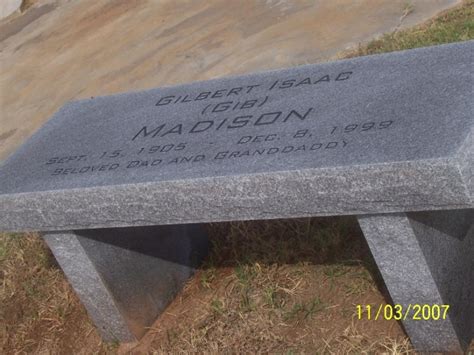 Gilbert Isaac
(Gib)
Madison
Sept. 15, 1905 - Dec. 8, 1999
Beloved Dad and Granddaddy
11/03/2007